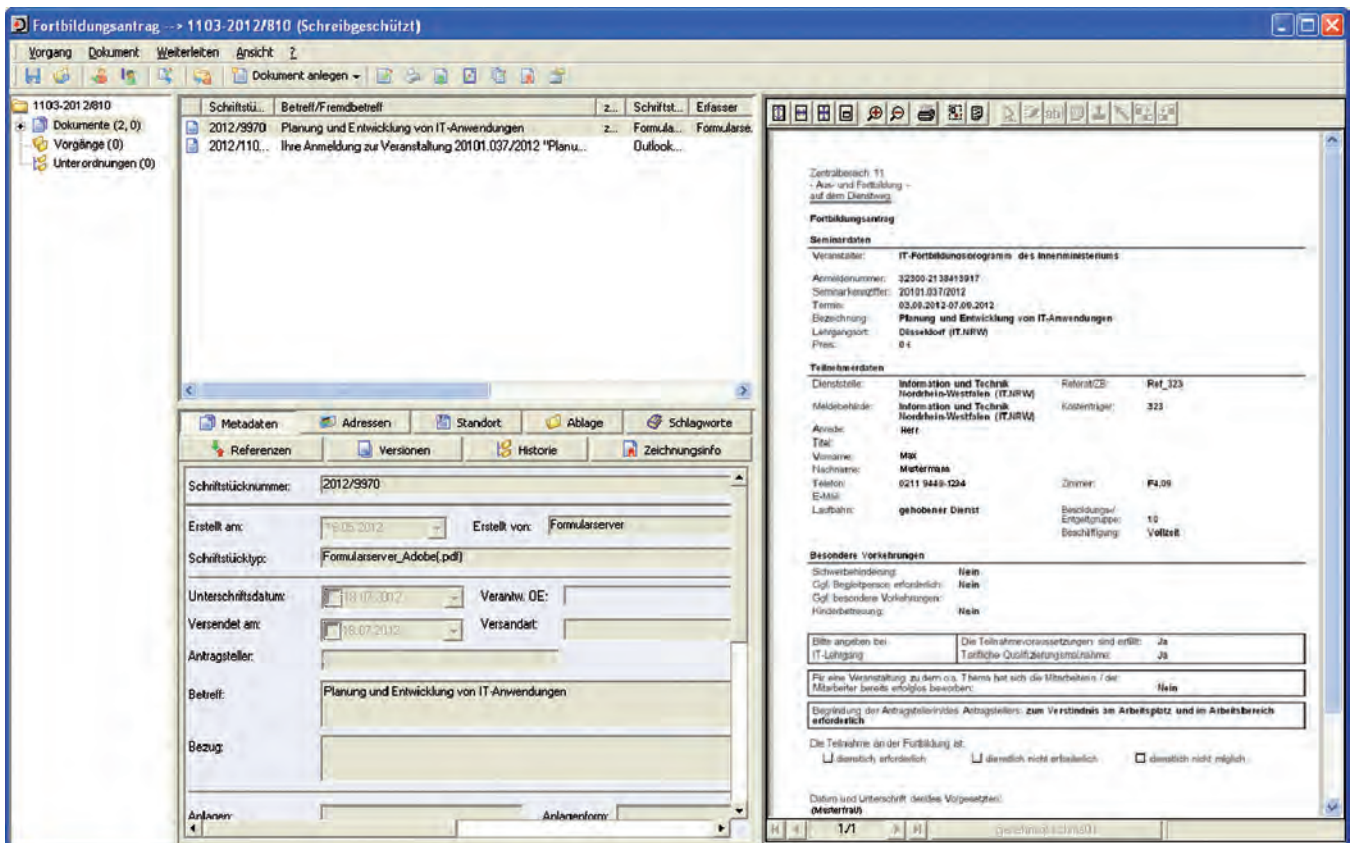 Fortbildungsantrag --> 1103-2012/810 (Schreibgeschützt)
Vorgang Dokument Weiterleiten Ansicht ?
Dokument anlegen
1103-2012/810
Dokumente (2, 0)
Vorgänge (0)
Unterordnungen (0)
Schriftstü... Betreff/Fremdbetreff z... Schriftst... Erfasser
2012/9970 Planung und Entwicklung von IT-Anwendungen z... Formula... Formularse.
2012/110... Ihre Anmeldung zur Veranstaltung 20101.037/2012 "Planu... Outlook...
Metadaten Adressen Standort Ablage Schlagworte
Referenzen Versionen Historie Zeichnungsinfo
Schriftstücknummer: 2012/9970
Erstellt am: 16.05.2012 Erstellt von: Formularserver
Schriftstücktyp: Formularserver_Adobe(.pdf)
Unterschriftsdatum: 18.07.2012 Verantw. OE:
Versendet am: 18.07.2012 Versandart:
Antragsteller:
Betreff: Planung und Entwicklung von IT-Anwendungen
Bezug:
Anlagen: Anlagenform:
Zentralbereich 11
- Aus- und Fortbildung -
auf dem Dienstweg
Fortbildungsantrag
Seminardaten
Veranstalter: IT-Fortbildungsprogramm des Innenministeriums
Anmeldenummer: 32300-2138413917
Seminarkennziffer: 20101.037/2012
Termin: 03.09.2012-07.09.2012
Bezeichnung: Planung und Entwicklung von IT-Anwendungen
Lehrgangsort: Düsseldorf (IT.NRW)
Preis: 0 €
Teilnehmerdaten
Dienststelle: Information und Technik Nordrhein-Westfalen (IT.NRW) Referat/ZB: Ref_323
Meldebehörde: Information und Technik Nordrhein-Westfalen (IT.NRW) Kostenträger: 323
Anrede: Herr
Titel:
Vorname: Max
Nachname: Mustermann
Telefon: 0211 9449-1234 Zimmer: F4.09
E-Mail:
Laufbahn: gehobener Dienst Besoldungs-/ Entgeltgruppe: 10
Beschäftigung: Vollzeit
Besondere Vorkehrungen
Schwerbehinderung: Nein
Ggf. Begleitperson erforderlich: Nein
Ggf. besondere Vorkehrungen:
Kinderbetreuung: Nein
Bitte angeben bei Die Teilnahmevoraussetzungen sind erfüllt: Ja
IT-Lehrgang Tarifliche Qualifizierungsmaßnahme: Ja
Für eine Veranstaltung zu dem o.a. Thema hat sich die Mitarbeiterin / der
Mitarbeiter bereits erfolglos beworben: Nein
Begründung der Antragstellerin/des Antragstellers: zum Verständnis am Arbeitsplatz und im Arbeitsbereich
erforderlich
Die Teilnahme an der Fortbildung ist:
dienstlich erforderlich dienstlich nicht erforderlich dienstlich nicht möglich
Datum und Unterschrift der/des Vorgesetzten:
(Musterfrau)
1/1